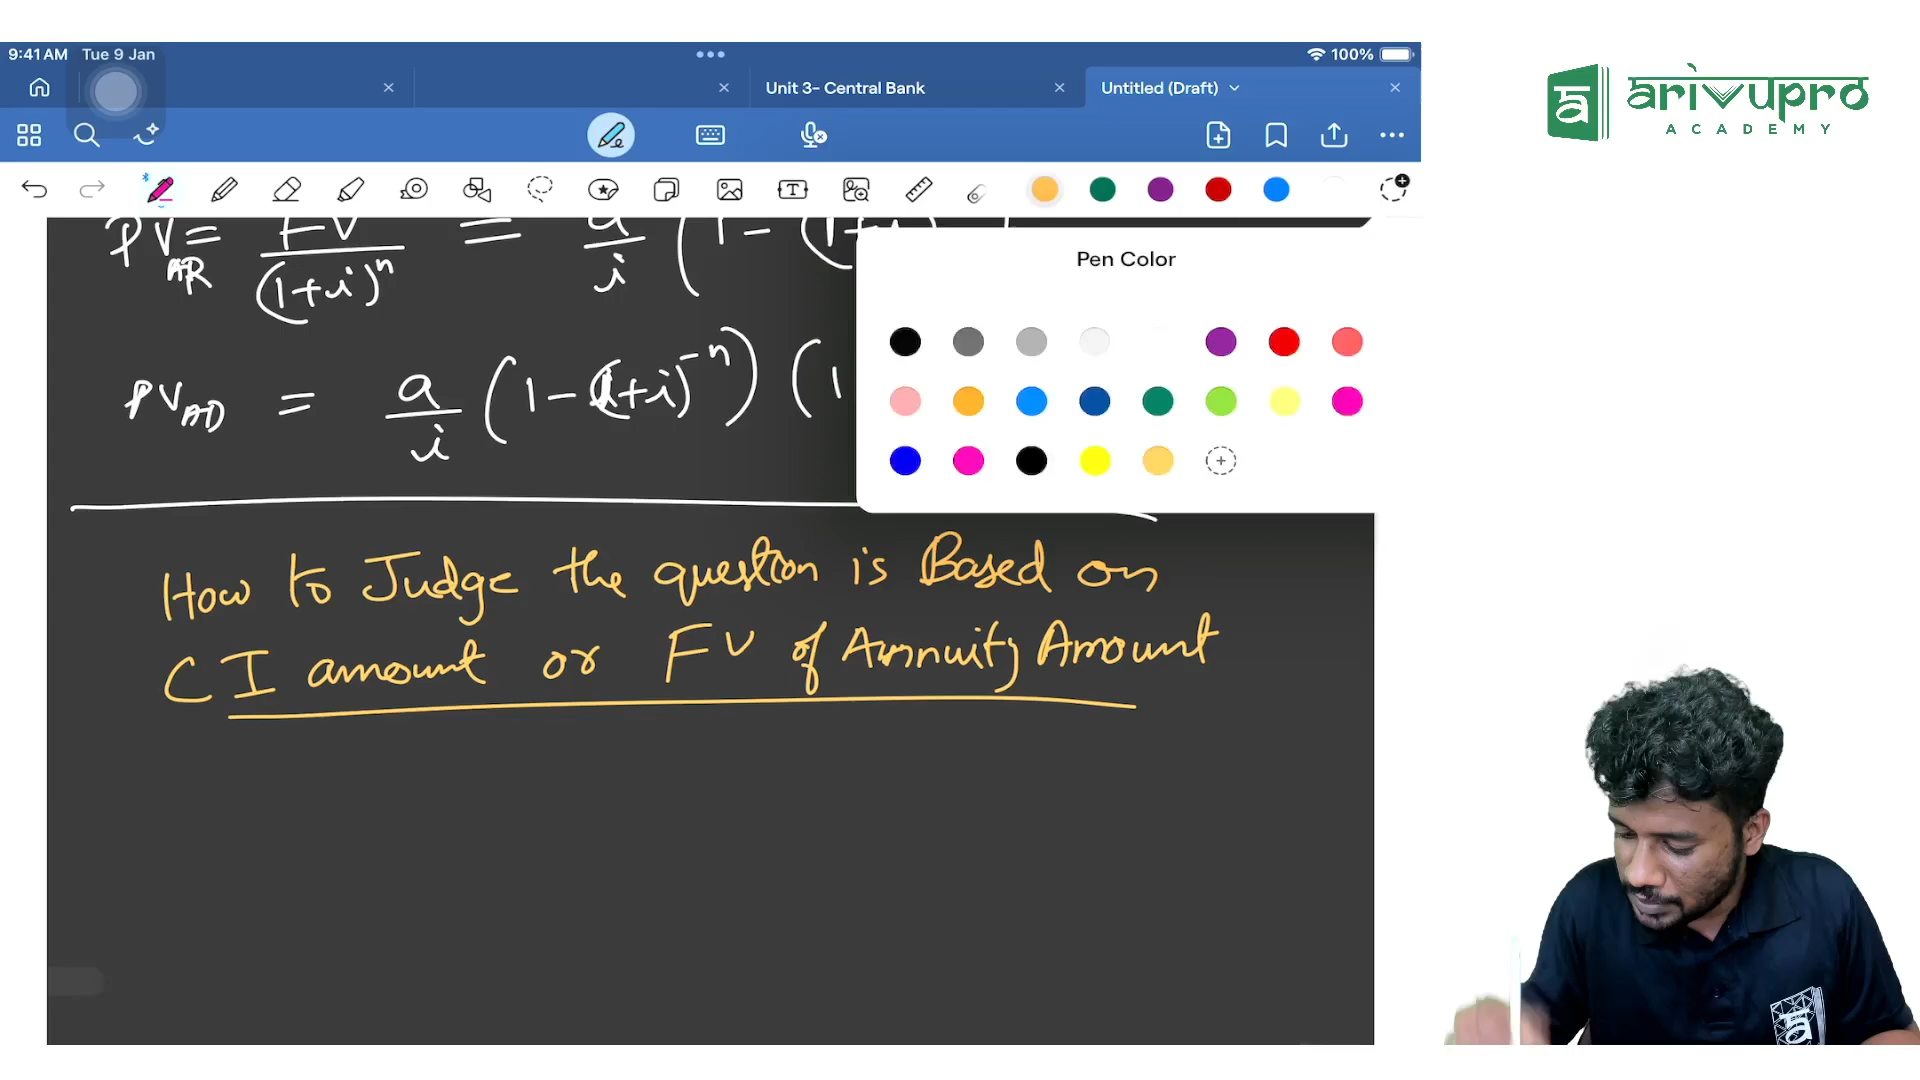 9:41 AM Tue 9 Jan
100%
Unit 3- Central Bank
Untitled (Draft)
arivupro
ACADEMY
PV_AR = FV/(1+i)^n = a/i (1-
Pen Color
PV_AD = a/i (1-(1+i)^-n) (1
How to Judge the question is Based on
CI amount or FV of Annuity Amount